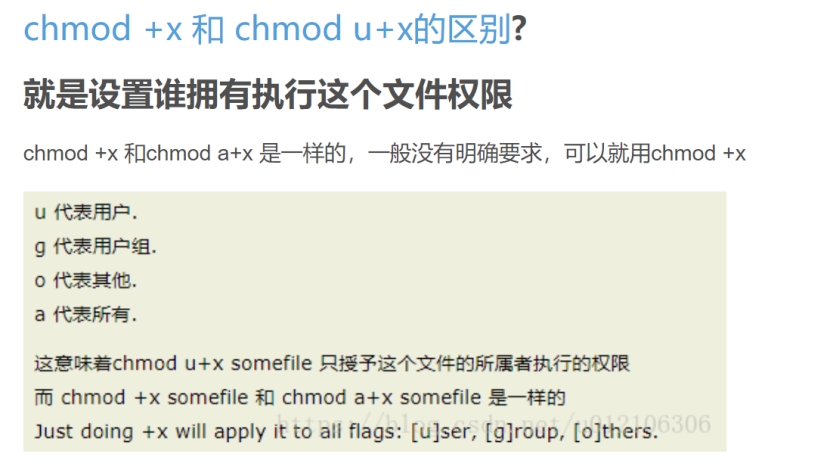 chmod +x 和 chmod u+x的区别?
就是设置谁拥有执行这个文件权限
chmod +x 和chmod a+x 是一样的，一般没有明确要求，可以就用chmod +x
u 代表用户.
g 代表用户组.
o 代表其他.
a 代表所有.
这意味着chmod u+x somefile 只授予这个文件的所属者执行的权限
而 chmod +x somefile 和 chmod a+x somefile 是一样的
https://blog.csdn.net/u012106306
Just doing +x will apply it to all flags: [u]ser, [g]roup, [o]thers.